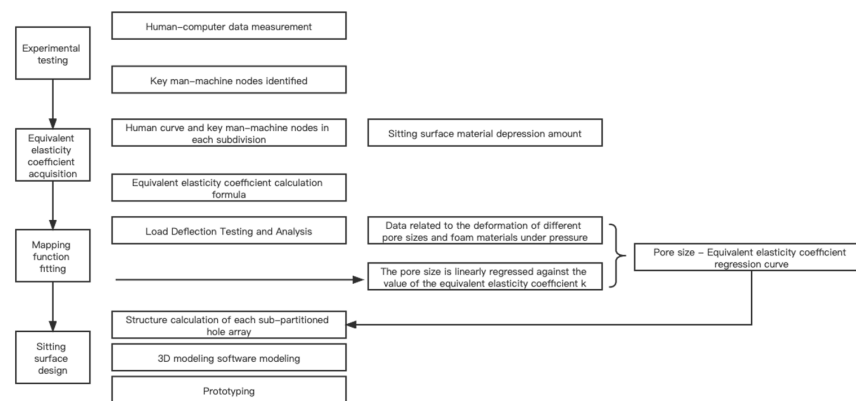 Human-computer data measurement
Experimental
testing
Key man-machine nodes identified
Human curve and key man-machine nodes in
each subdivision
Sitting surface material depression amount
Equivalent
elasticity
coefficient
acquisition
Equivalent elasticity coefficient calculation
formula
Load Deflection Testing and Analysis
Data related to the deformation of different
pore sizes and foam materials under pressure
Mapping
function
fitting
Pore size - Equivalent elasticity coefficient
regression curve
The pore size is linearly regressed against the
value of the equivalent elasticity coefficient k
Structure calculation of each sub-partitioned
hole array
Sitting
surface
design
3D modeling software modeling
Prototyping